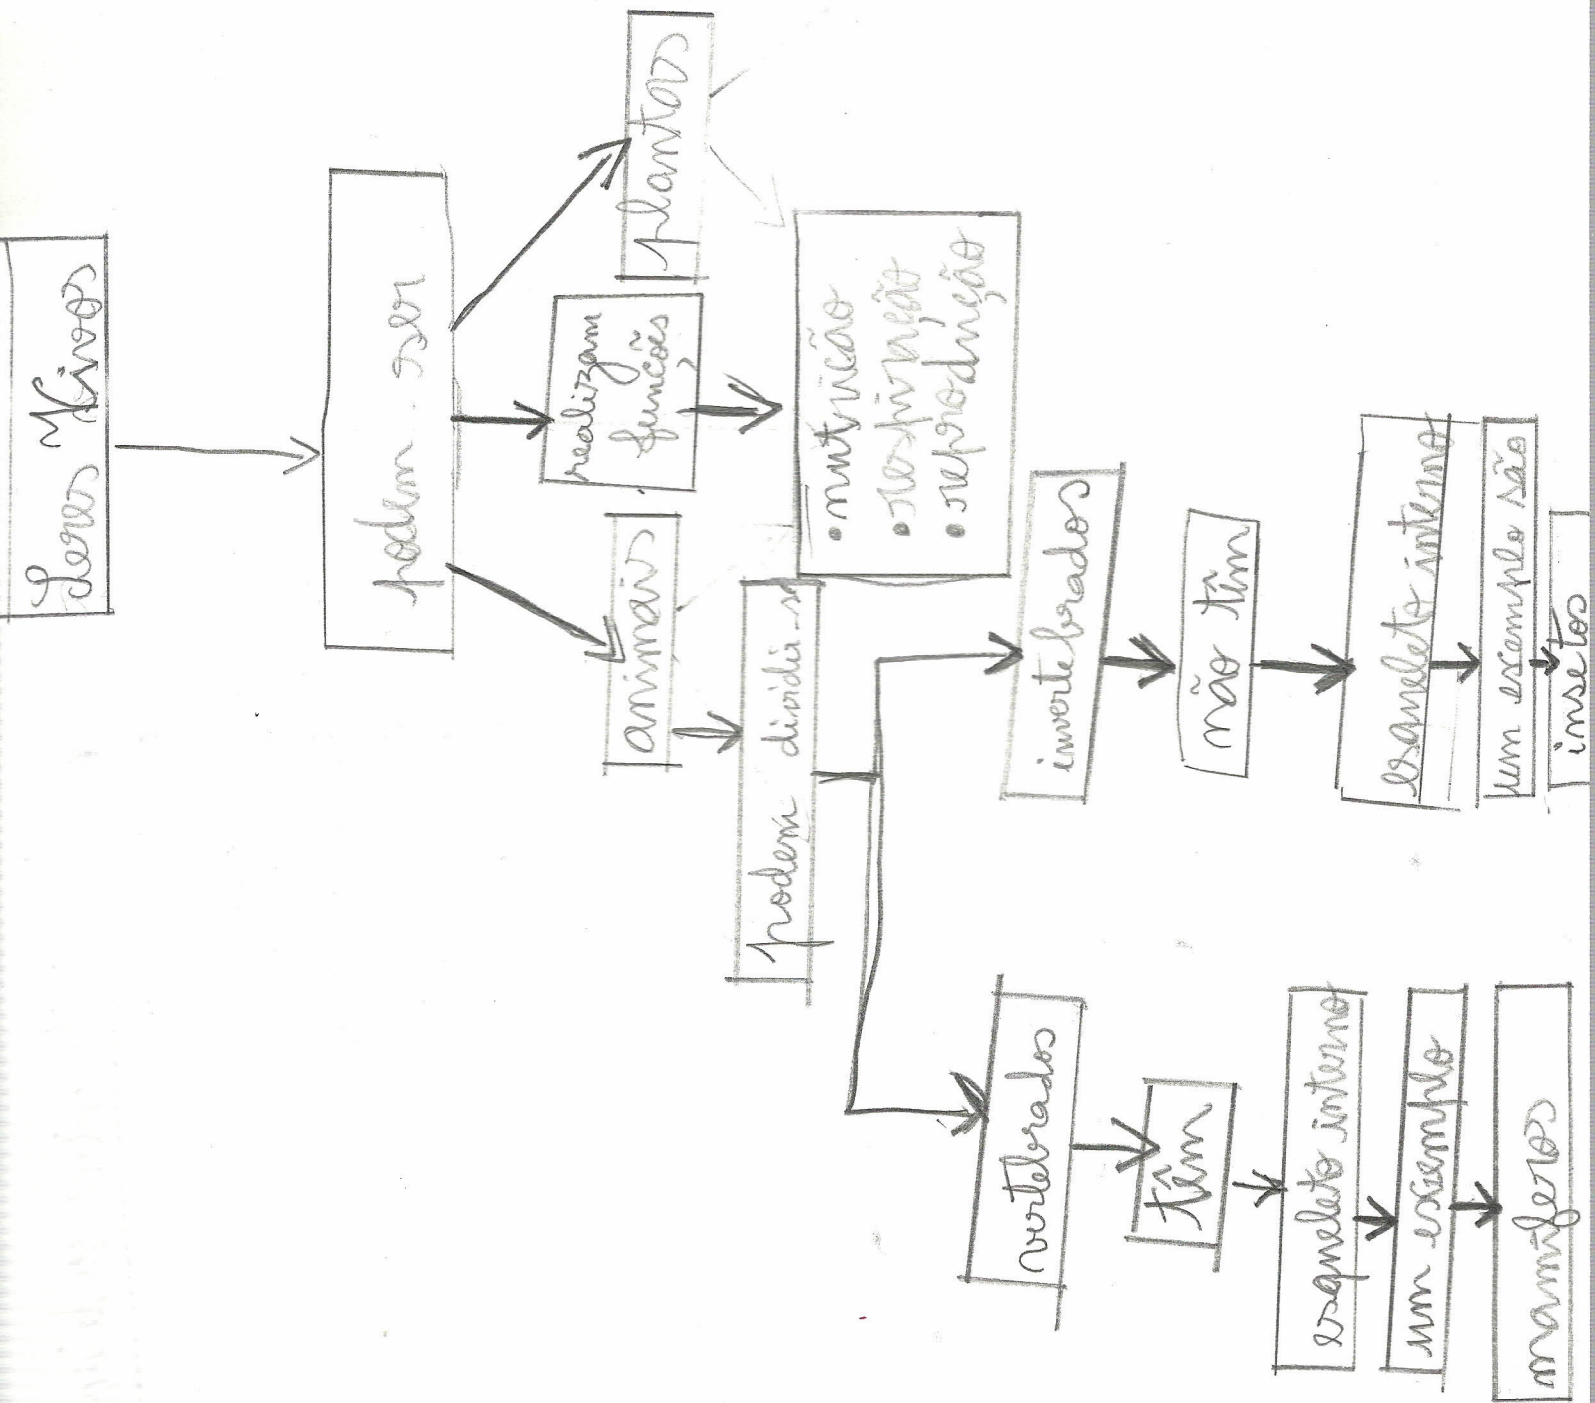 Seres Vivos
podem ser
animais
realizam
funções
plantas
podem dividir-se
• nutrição
• respiração
• reprodução
vertebrados
têm
esqueleto interno
um exemplo
mamíferos
invertebrados
não têm
esqueleto interno
um exemplo são
insetos